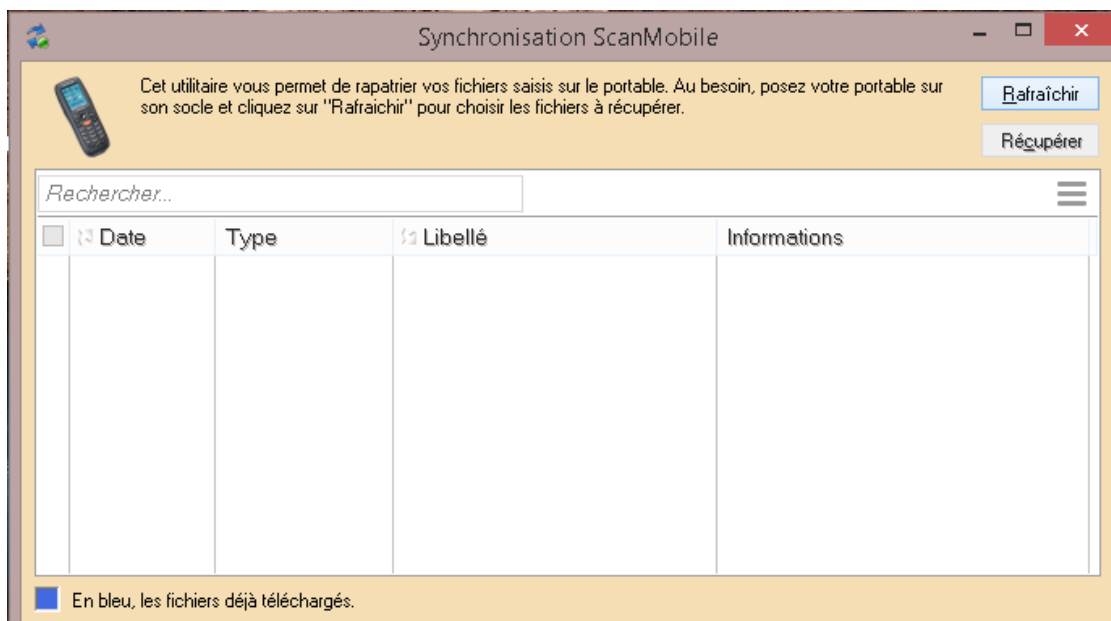 Synchronisation ScanMobile
Cet utilitaire vous permet de rapatrier vos fichiers saisis sur le portable. Au besoin, posez votre portable sur
son socle et cliquez sur "Rafraichir" pour choisir les fichiers à récupérer.
Rafraîchir
Récupérer
Rechercher...
Date Type Libellé Informations
En bleu, les fichiers déjà téléchargés.